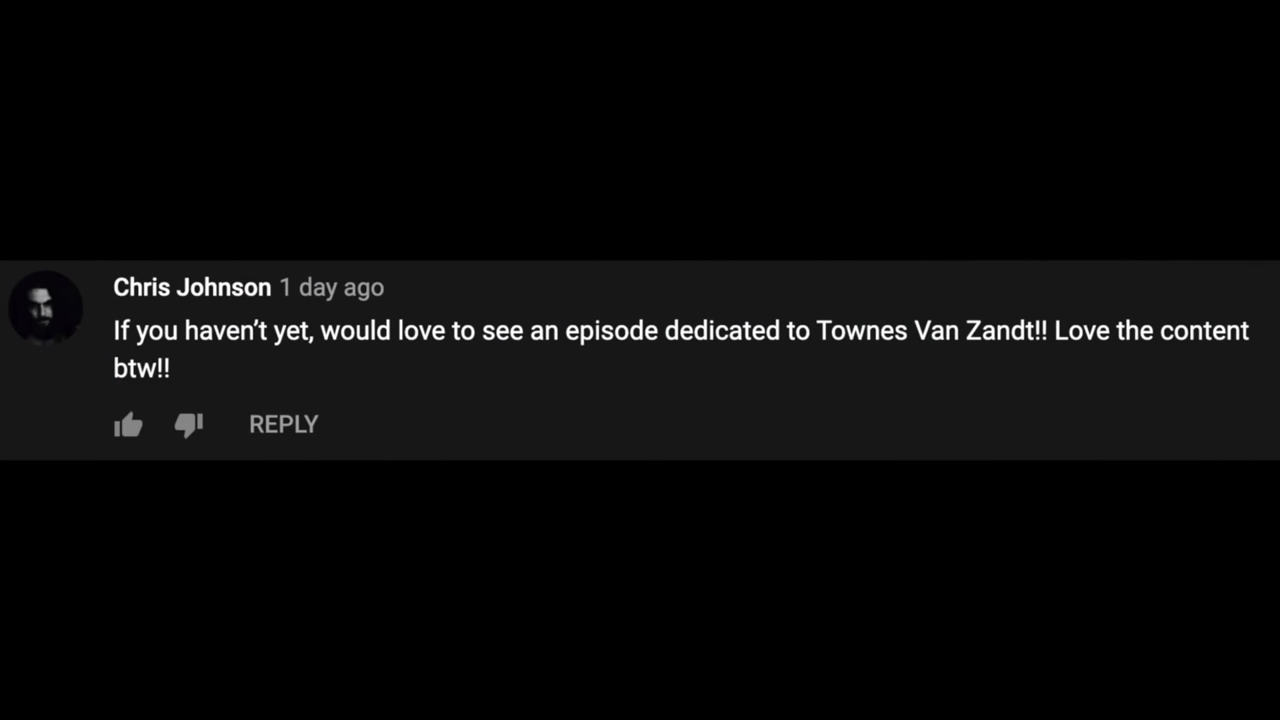 Chris Johnson 1 day ago
If you haven’t yet, would love to see an episode dedicated to Townes Van Zandt!! Love the content
btw!!
REPLY